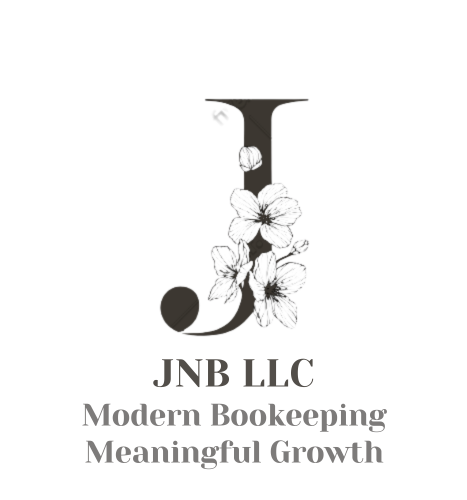 J
JNB LLC
Modern Bookeeping
Meaningful Growth